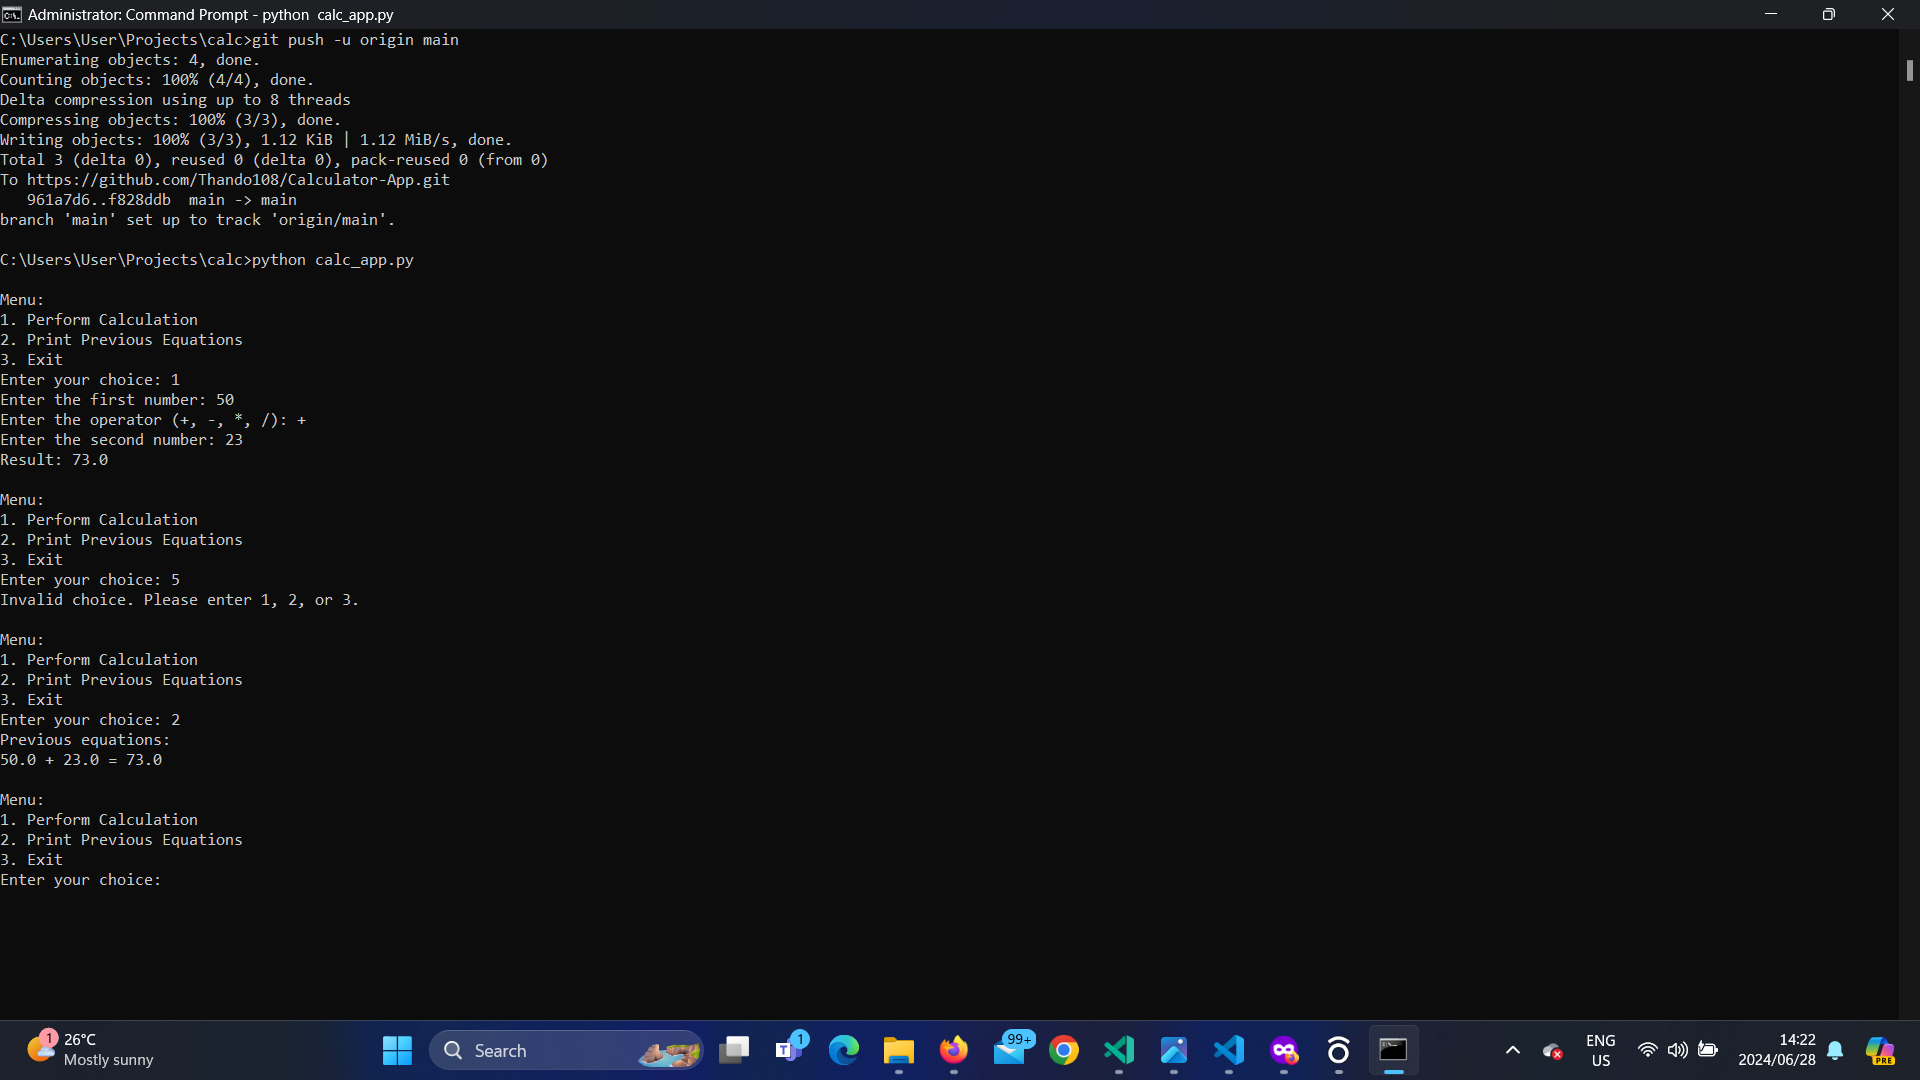 Administrator: Command Prompt - python  calc_app.py
C:\Users\User\Projects\calc>git push -u origin main
Enumerating objects: 4, done.
Counting objects: 100% (4/4), done.
Delta compression using up to 8 threads
Compressing objects: 100% (3/3), done.
Writing objects: 100% (3/3), 1.12 KiB | 1.12 MiB/s, done.
Total 3 (delta 0), reused 0 (delta 0), pack-reused 0 (from 0)
To https://github.com/Thando108/Calculator-App.git
   961a7d6..f828ddb  main -> main
branch 'main' set up to track 'origin/main'.

C:\Users\User\Projects\calc>python calc_app.py

Menu:
1. Perform Calculation
2. Print Previous Equations
3. Exit
Enter your choice: 1
Enter the first number: 50
Enter the operator (+, -, *, /): +
Enter the second number: 23
Result: 73.0

Menu:
1. Perform Calculation
2. Print Previous Equations
3. Exit
Enter your choice: 5
Invalid choice. Please enter 1, 2, or 3.

Menu:
1. Perform Calculation
2. Print Previous Equations
3. Exit
Enter your choice: 2
Previous equations:
50.0 + 23.0 = 73.0

Menu:
1. Perform Calculation
2. Print Previous Equations
3. Exit
Enter your choice:
1
26°C
Mostly sunny
Search
T
1
99+
ENG
US
14:22
2024/06/28
PRE